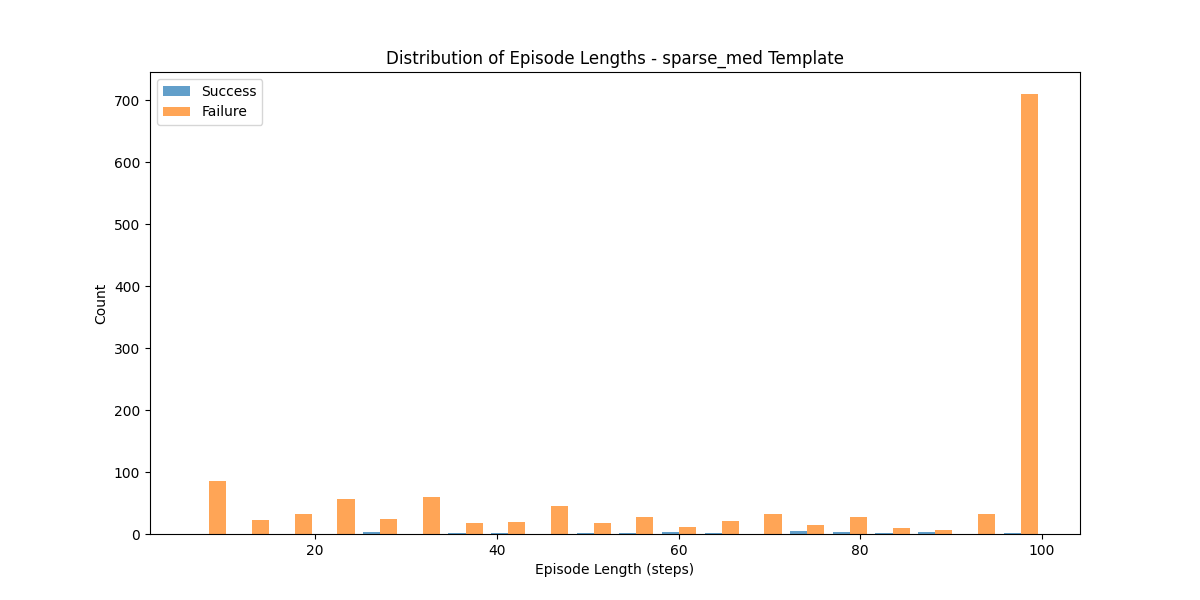 Distribution of Episode Lengths - sparse_med Template
Success
Failure
700
600
500
400
300
200
100
0
Count
20 40 60 80 100
Episode Length (steps)